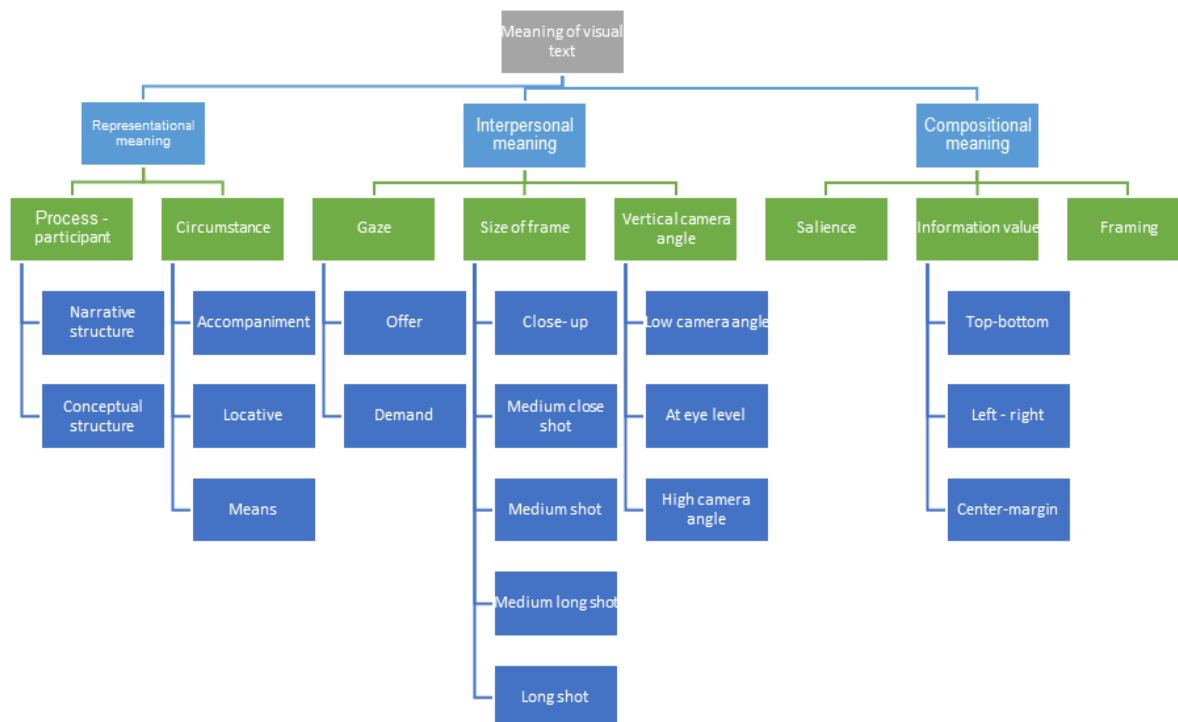 Meaning of visual
text
Representational
meaning
Interpersonal
meaning
Compositional
meaning
Process -
participant
Circumstance
Gaze
Size of frame
Vertical camera
angle
Salience
Information value
Framing
Narrative
structure
Conceptual
structure
Accompaniment
Locative
Means
Offer
Demand
Close- up
Medium close
shot
Medium shot
Medium long shot
Long shot
Low camera angle
At eye level
High camera
angle
Top-bottom
Left - right
Center-margin